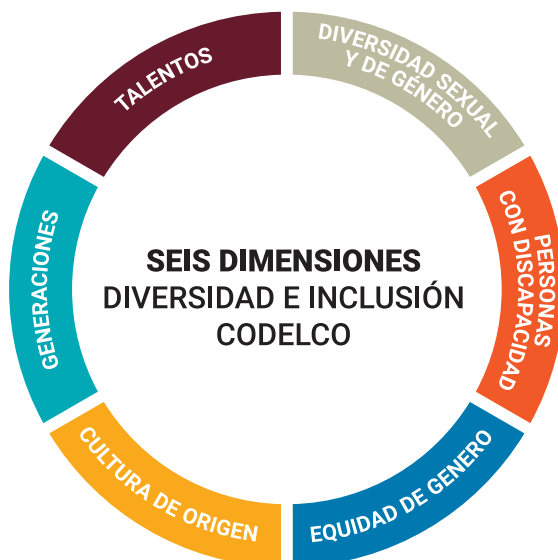 TALENTOS
DIVERSIDAD SEXUAL
Y DE GÉNERO
PERSONAS
CON DISCAPACIDAD
EQUIDAD DE GENERO
CULTURA DE ORIGEN
GENERACIONES
SEIS DIMENSIONES
DIVERSIDAD E INCLUSIÓN
CODELCO